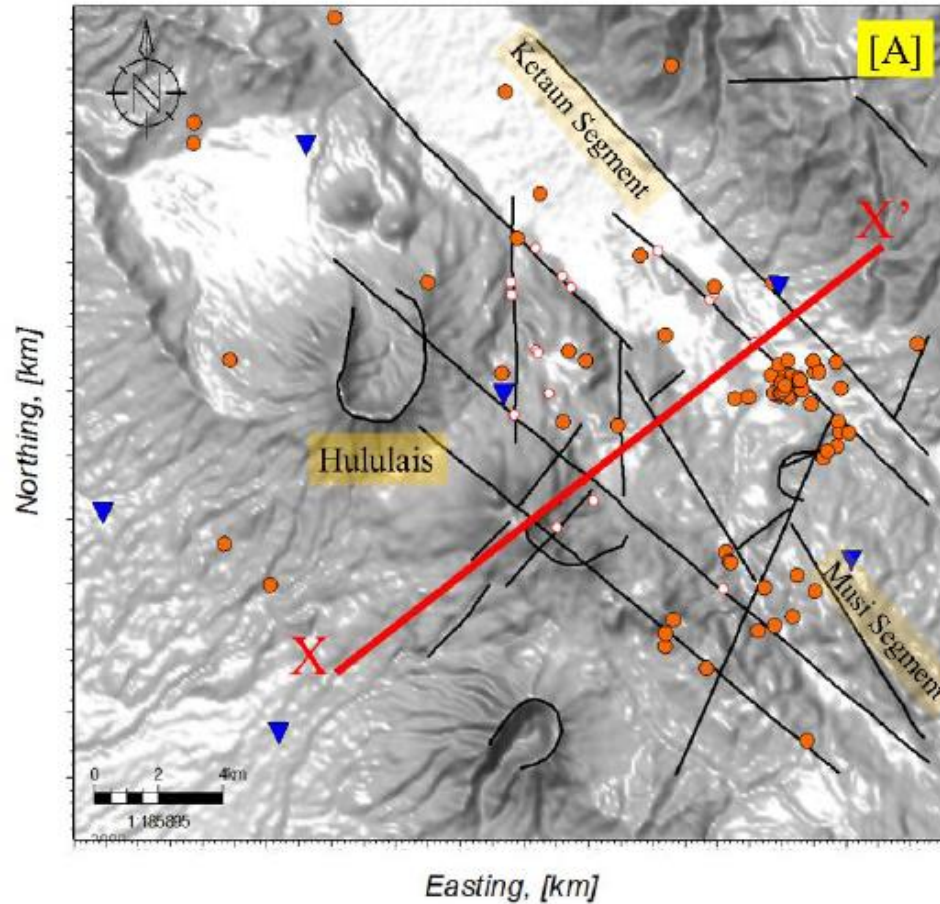 [A]
Ketaun Segment
X'
Hululais
X
Musi Segment
0 2 4km
1:185895
Northing, [km]
Easting, [km]